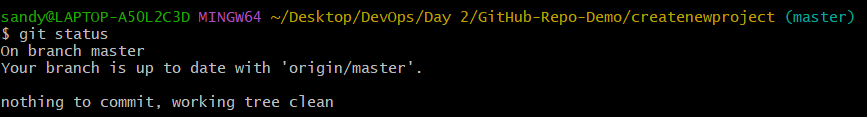 sandy@LAPTOP-A50L2C3D MINGW64 ~/Desktop/DevOps/Day 2/GitHub-Repo-Demo/createnewproject (master)
$ git status
On branch master
Your branch is up to date with 'origin/master'.
nothing to commit, working tree clean